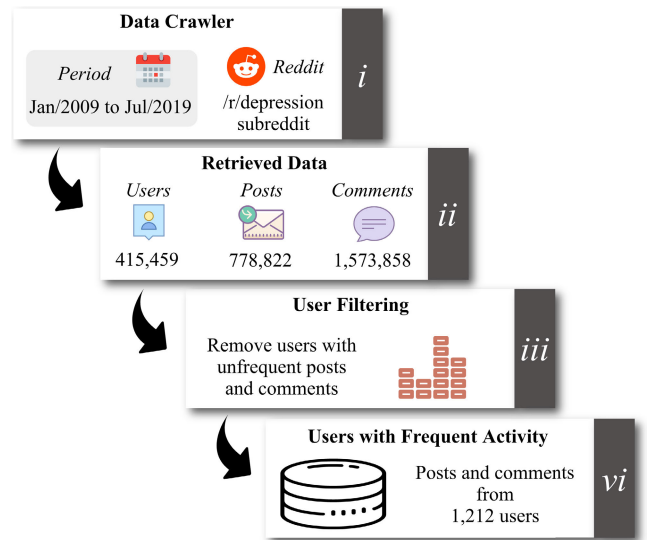 Data Crawler
Period
Jan/2009 to Jul/2019
Reddit
/r/depression
subreddit
i
Retrieved Data
Users
Posts
Comments
415,459
778,822
1,573,858
ii
User Filtering
Remove users with
unfrequent posts
and comments
iii
Users with Frequent Activity
Posts and comments
from
1,212 users
vi